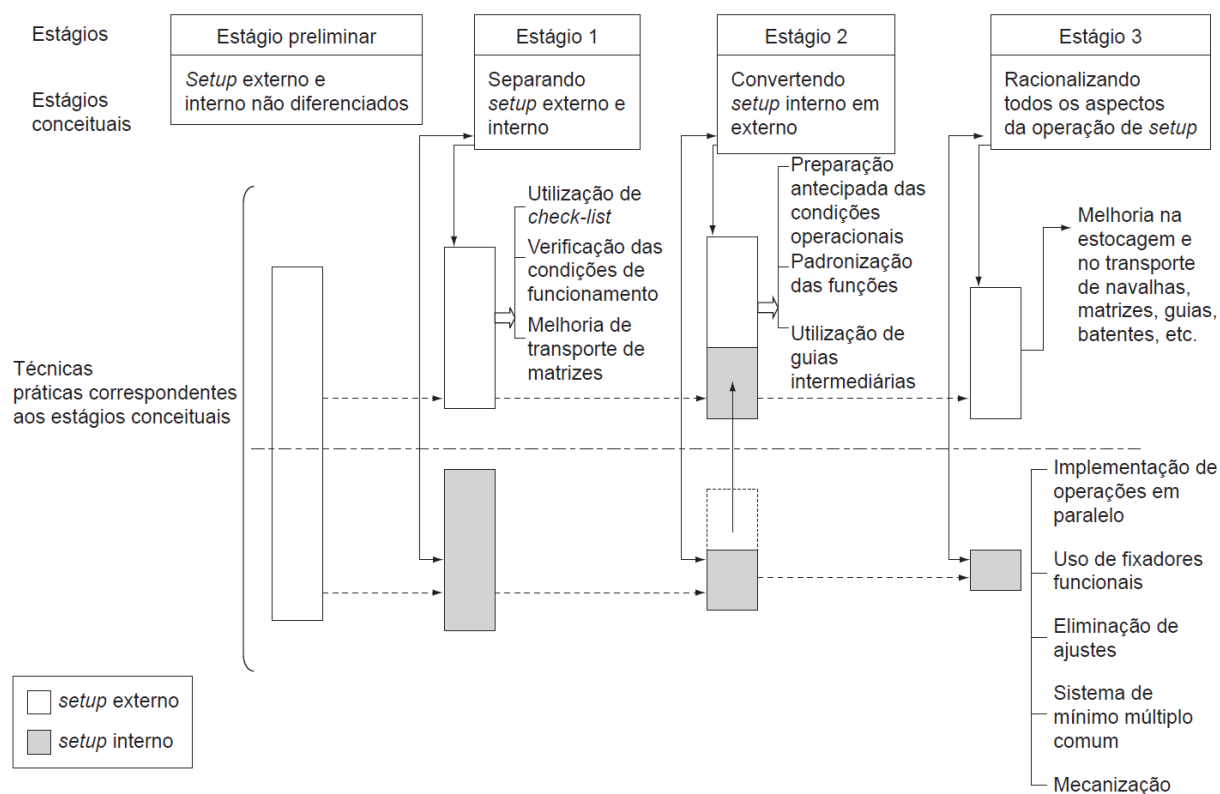 Estágios
Estágio preliminar
Estágio 1
Estágio 2
Estágio 3
Estágios
conceituais
Setup externo e
interno não diferenciados
Separando
setup externo e
interno
Convertendo
setup interno em
externo
Racionalizando
todos os aspectos
da operação de setup
Utilização de
check-list
Verificação das
condições de
funcionamento
Melhoria de
transporte de
matrizes
Preparação
antecipada das
condições
operacionais
Padronização
das funções
Utilização de
guias
intermediárias
Melhoria na
estocagem e
no transporte
de navalhas,
matrizes, guias,
batentes, etc.
Técnicas
práticas correspondentes
aos estágios conceituais
Implementação de
operações em
paralelo
Uso de fixadores
funcionais
Eliminação de
ajustes
Sistema de
mínimo múltiplo
comum
Mecanização
setup externo
setup interno